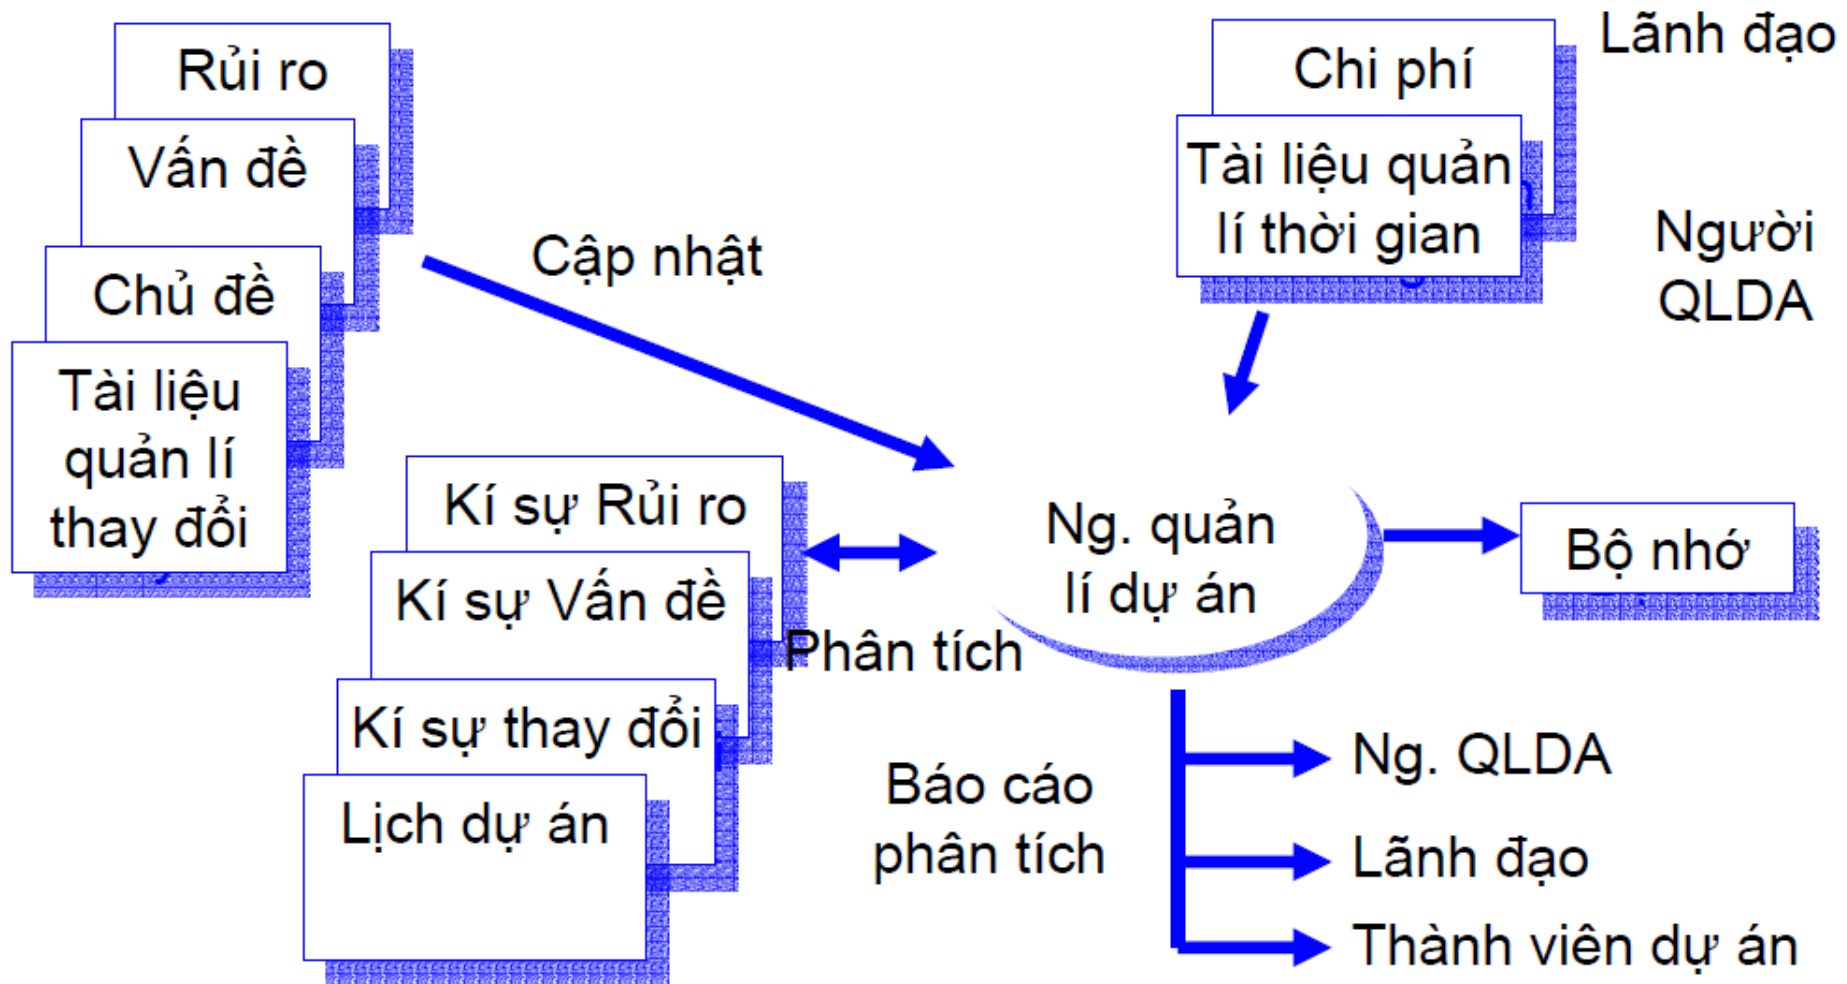 Rủi ro
Vấn đề
Chủ đề
Tài liệu
quản lí
thay đổi
Cập nhật
Chi phí
Tài liệu quản
lí thời gian
Lãnh đạo
Người
QLDA
Kí sự Rủi ro
Kí sự Vấn đề
Kí sự thay đổi
Lịch dự án
Phân tích
Ng. quản
lí dự án
Bộ nhớ
Báo cáo
phân tích
Ng. QLDA
Lãnh đạo
Thành viên dự án